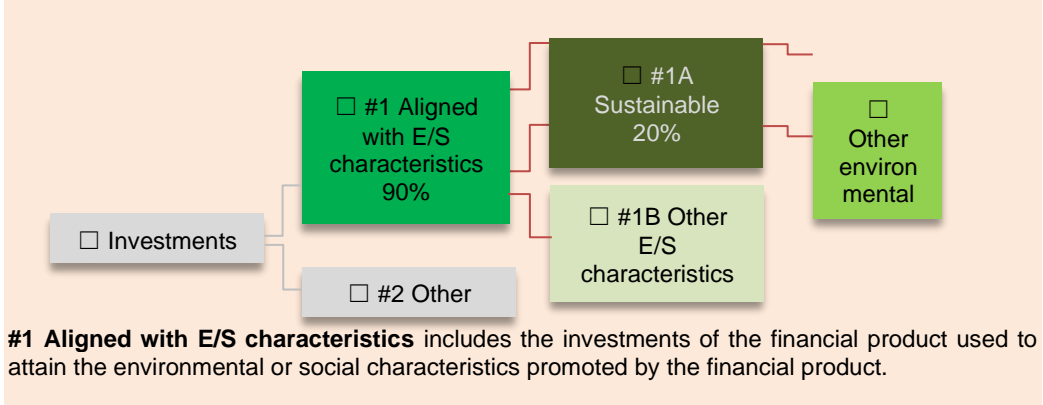 ☐ Investments
☐ #1 Aligned
with E/S
characteristics
90%
☐ #2 Other
☐ #1A
Sustainable
20%
☐ #1B Other
E/S
characteristics
☐
Other
environ
mental
#1 Aligned with E/S characteristics includes the investments of the financial product used to
attain the environmental or social characteristics promoted by the financial product.